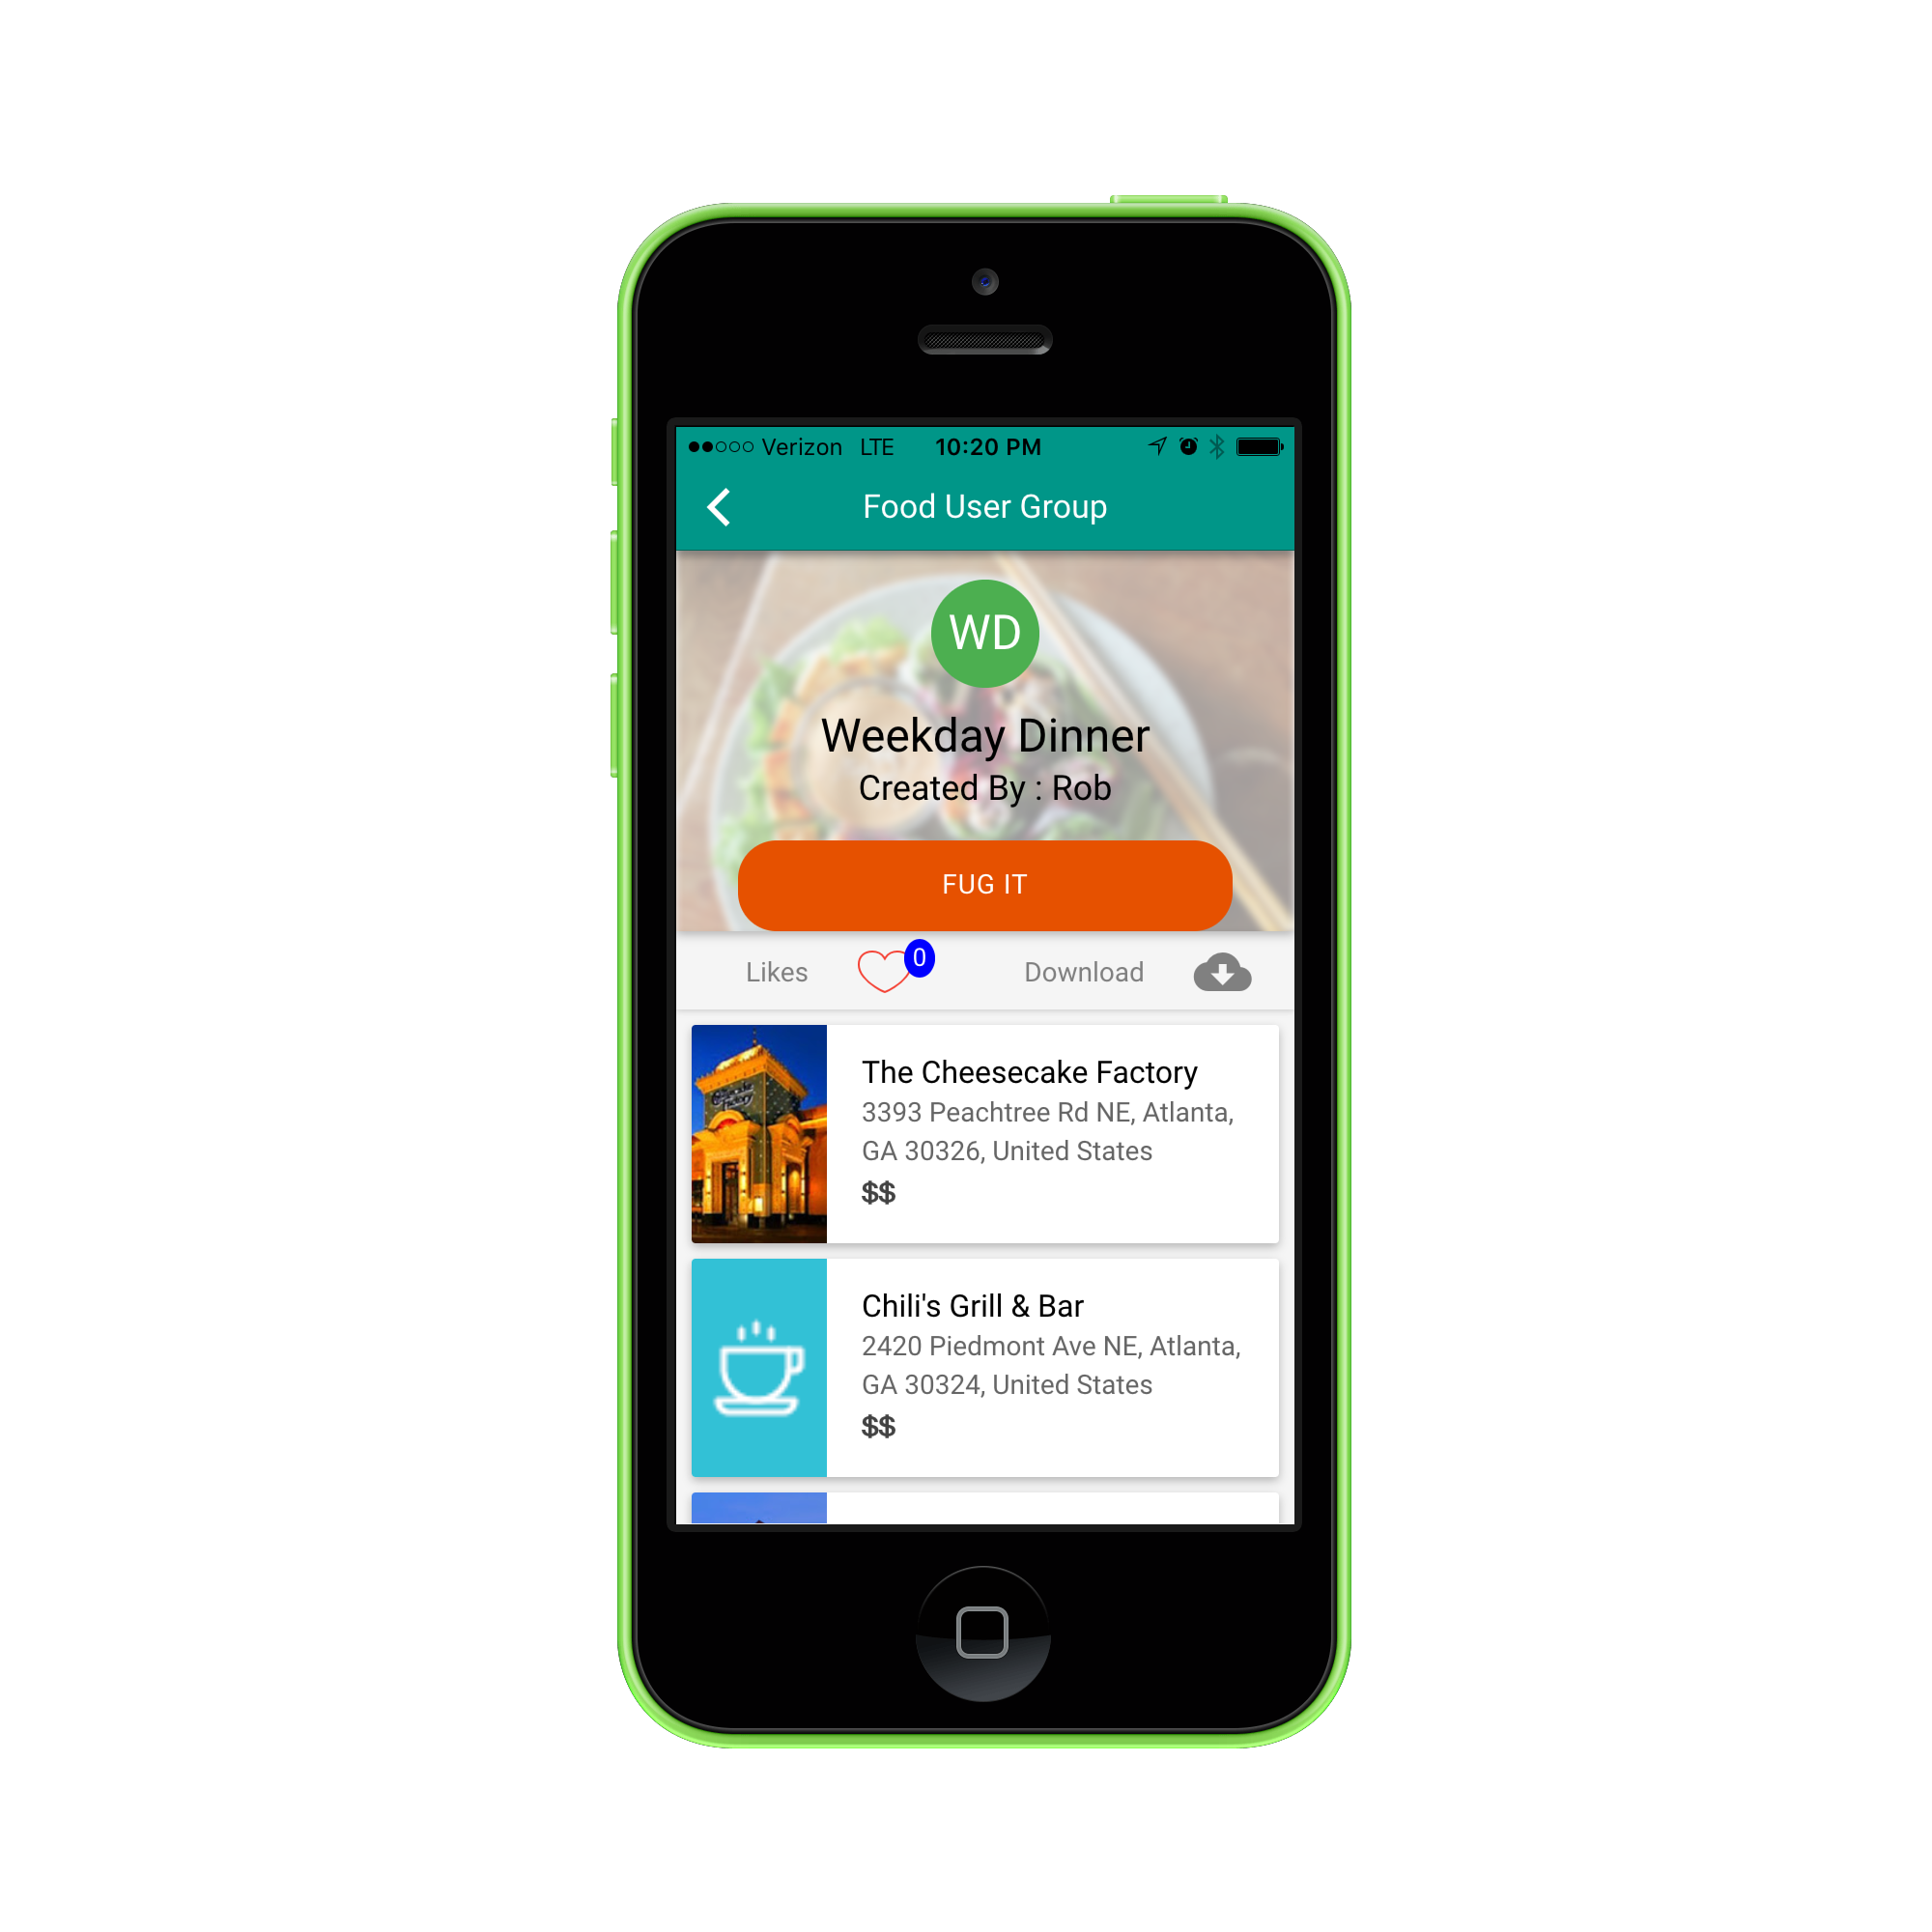 Verizon LTE 10:20 PM
Food User Group
WD
Weekday Dinner
Created By : Rob
FUG IT
Likes 0 Download
Cheesecake
Factory
The Cheesecake Factory
3393 Peachtree Rd NE, Atlanta,
GA 30326, United States
$$
Chili's Grill & Bar
2420 Piedmont Ave NE, Atlanta,
GA 30324, United States
$$